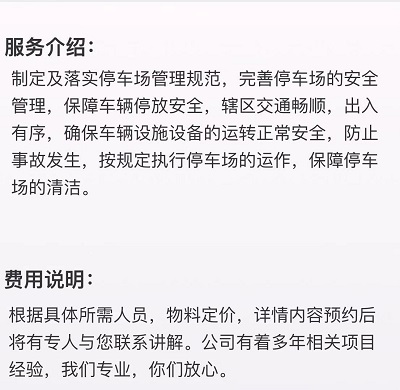 服务介绍：
制定及落实停车场管理规范，完善停车场的安全
管理，保障车辆停放安全，辖区交通畅顺，出入
有序，确保车辆设施设备的运转正常安全，防止
事故发生，按规定执行停车场的运作，保障停车
场的清洁。
费用说明：
根据具体所需人员，物料定价，详情内容预约后
将有专人与您联系讲解。公司有着多年相关项目
经验，我们专业，你们放心。